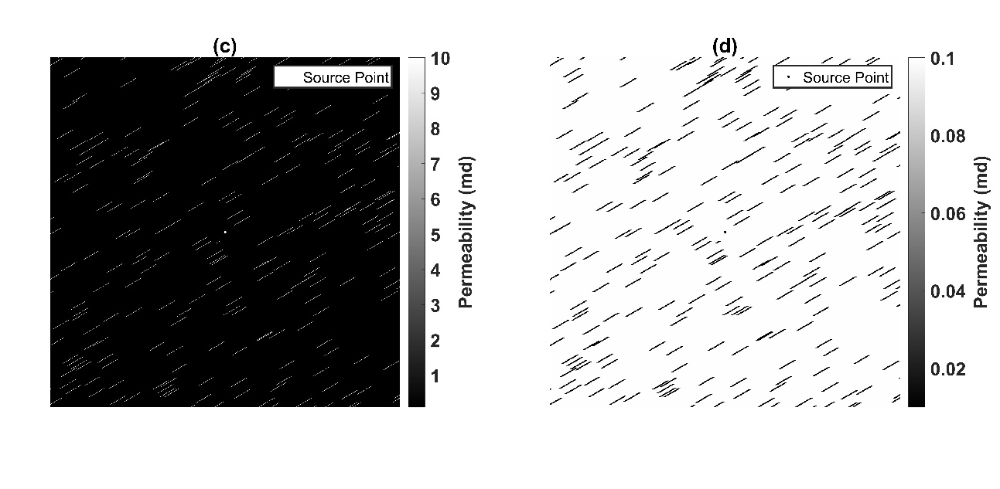 (c)
Source Point
10
9
8
7
6
5
4
3
2
1
Permeability (md)
(d)
Source Point
0.1
0.08
0.06
0.04
0.02
Permeability (md)